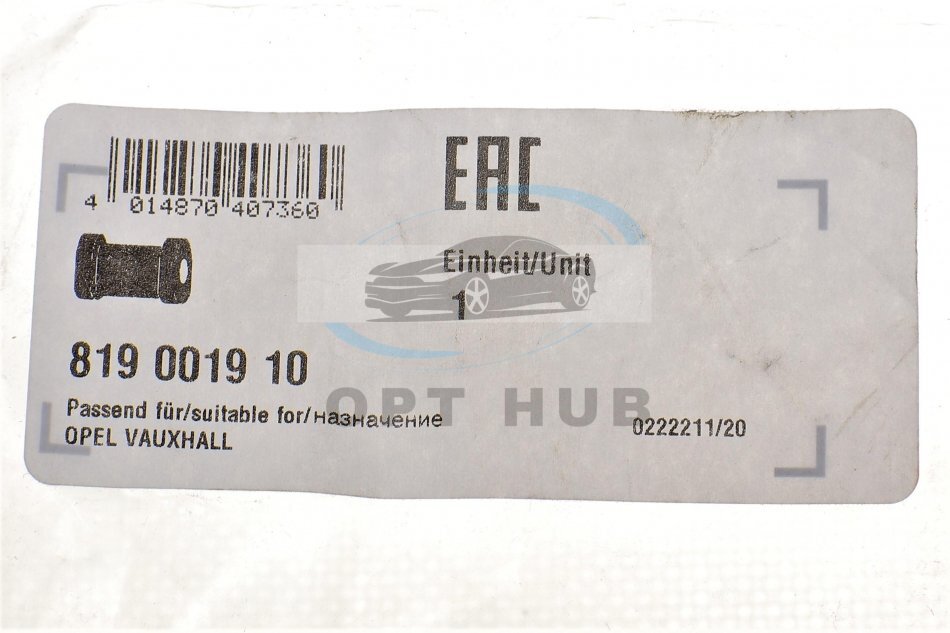 EAC
4 014870 407360
Einheit/Unit
1
819 0019 10
OPT HUB
Passend für/suitable for/назначение
OPEL VAUXHALL
0222211/20